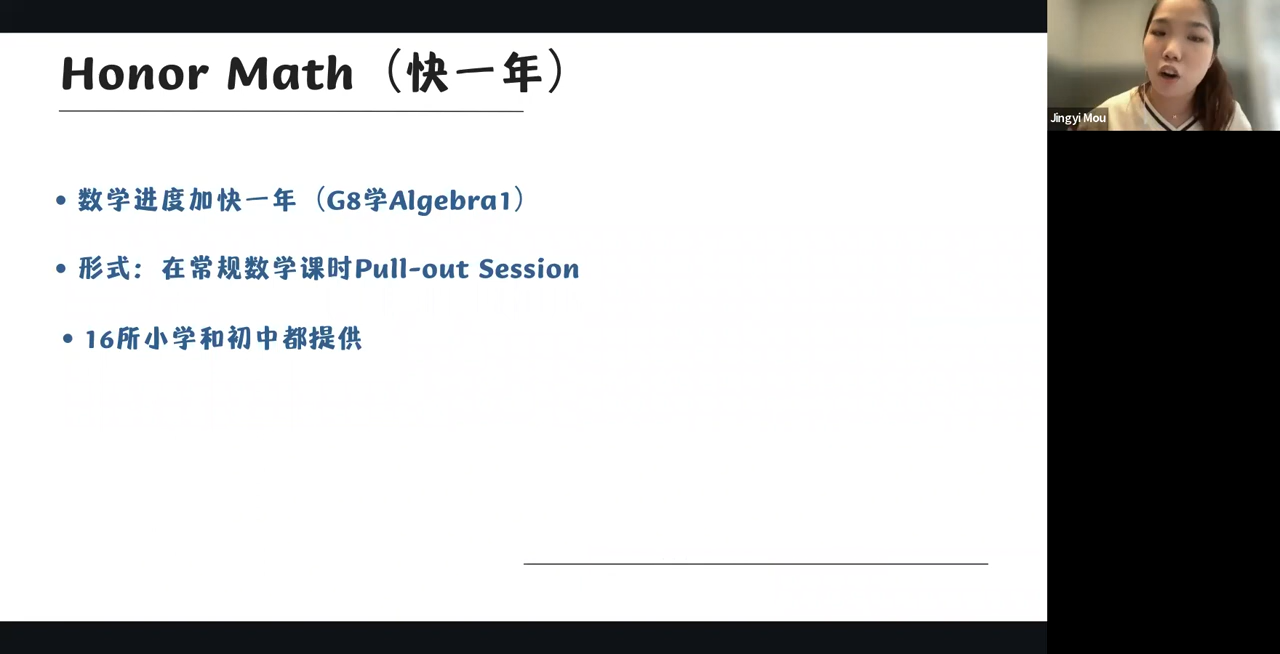 Honor Math（快一年）
• 数学进度加快一年（G8学Algebra1）
• 形式：在常规数学课时Pull-out Session
• 16所小学和初中都提供
Jingyi Mou